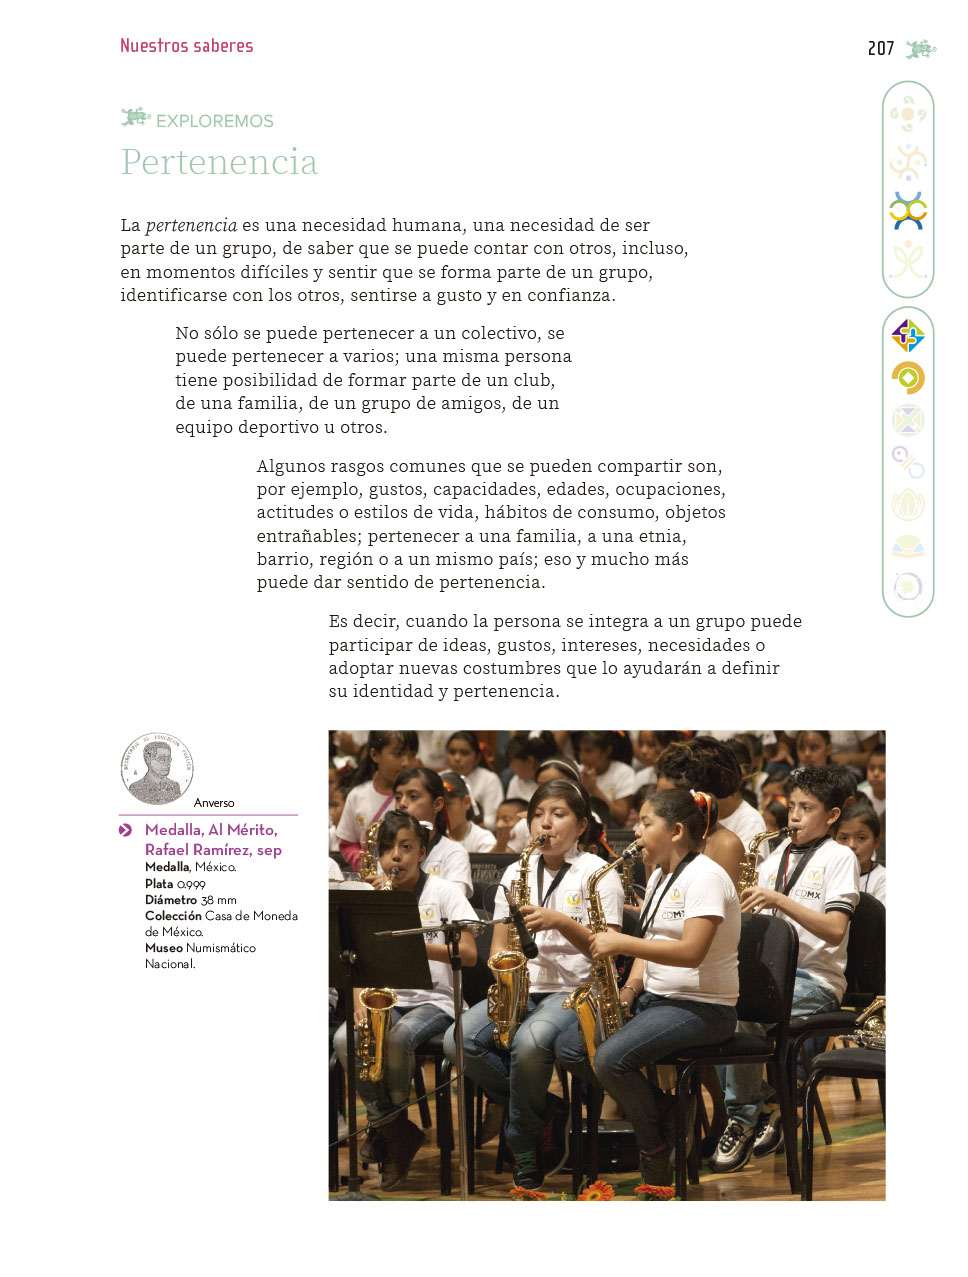 Nuestros saberes
207
EXPLOREMOS
Pertenencia
La pertenencia es una necesidad humana, una necesidad de ser
parte de un grupo, de saber que se puede contar con otros, incluso,
en momentos difíciles y sentir que se forma parte de un grupo,
identificarse con los otros, sentirse a gusto y en confianza.
No sólo se puede pertenecer a un colectivo, se
puede pertenecer a varios; una misma persona
tiene posibilidad de formar parte de un club,
de una familia, de un grupo de amigos, de un
equipo deportivo u otros.
Algunos rasgos comunes que se pueden compartir son,
por ejemplo, gustos, capacidades, edades, ocupaciones,
actitudes o estilos de vida, hábitos de consumo, objetos
entrañables; pertenecer a una familia, a una etnia,
barrio, región o a un mismo país; eso y mucho más
puede dar sentido de pertenencia.
Es decir, cuando la persona se integra a un grupo puede
participar de ideas, gustos, intereses, necesidades o
adoptar nuevas costumbres que lo ayudarán a definir
su identidad y pertenencia.
SECRETARIA DE EDUCACION PUBLICA
Anverso
Medalla, Al Mérito,
Rafael Ramírez, sep
Medalla, México.
Plata 0.999
Diámetro 38 mm
Colección Casa de Moneda
de México.
Museo Numismático
Nacional.
CDMX
CDMX